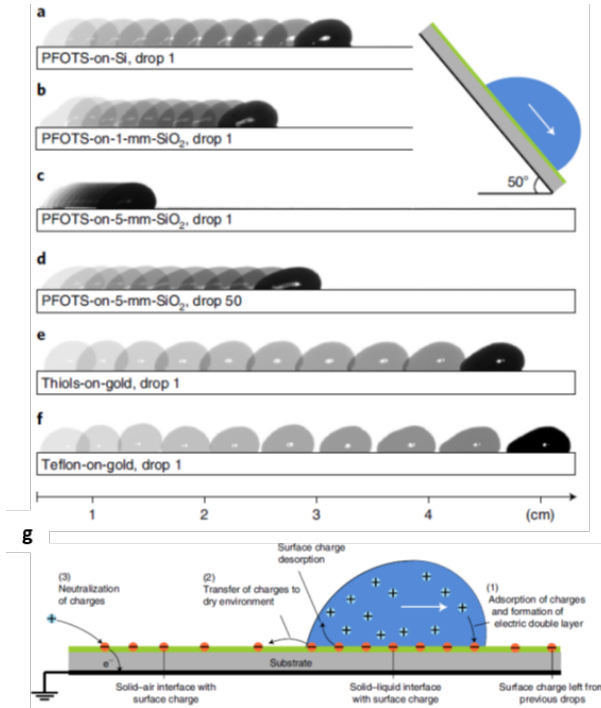 a
PFOTS-on-Si, drop 1
b
PFOTS-on-1-mm-SiO₂, drop 1
50°
c
PFOTS-on-5-mm-SiO₂, drop 1
d
PFOTS-on-5-mm-SiO₂, drop 50
e
Thiols-on-gold, drop 1
f
Teflon-on-gold, drop 1
1 2 3 4 (cm)
g
Surface charge
desorption
(3)
Neutralization
of charges
(2)
Transfer of charges to
dry environment
(1)
Adsorption of charges
and formation of
electric double layer
e⁻
Substrate
Solid–air interface with
surface charge
Solid–liquid interface
with surface charge
Surface charge left from
previous drops